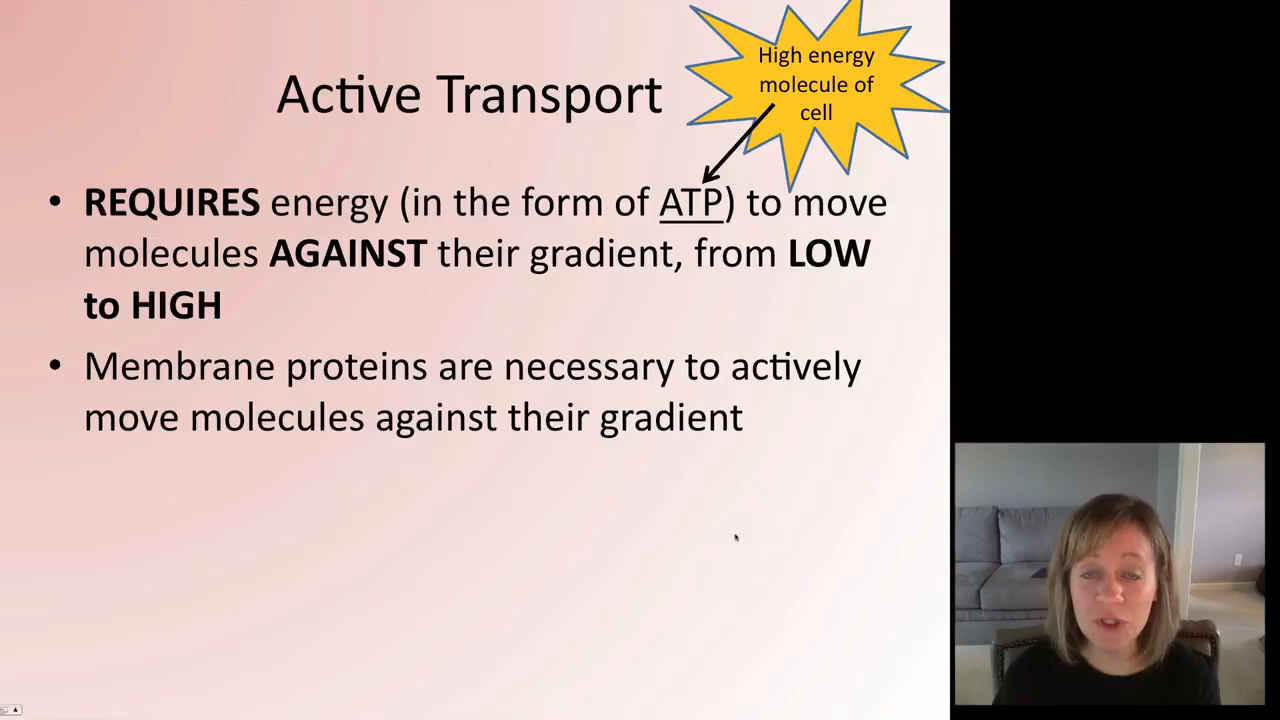 High energy
molecule of
cell
Active Transport
• REQUIRES energy (in the form of ATP) to move
molecules AGAINST their gradient, from LOW
to HIGH
• Membrane proteins are necessary to actively
move molecules against their gradient